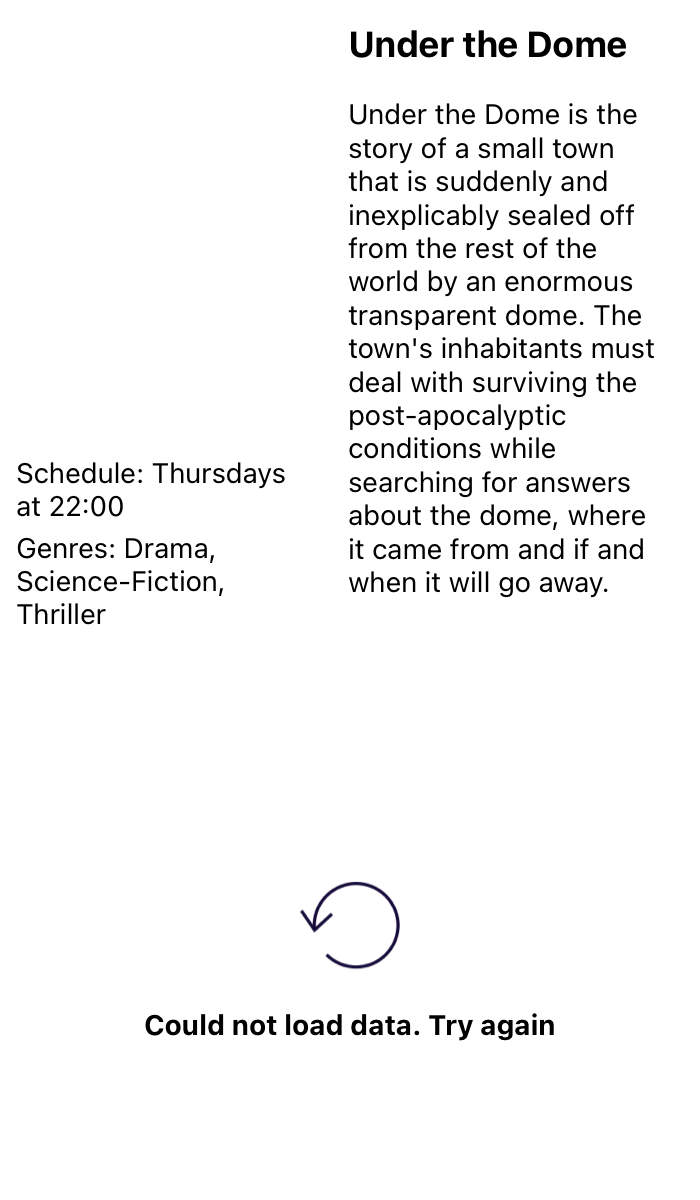 Under the Dome
Under the Dome is the
story of a small town
that is suddenly and
inexplicably sealed off
from the rest of the
world by an enormous
transparent dome. The
town's inhabitants must
deal with surviving the
post-apocalyptic
conditions while
searching for answers
about the dome, where
it came from and if and
when it will go away.
Schedule: Thursdays
at 22:00
Genres: Drama,
Science-Fiction,
Thriller
Could not load data. Try again